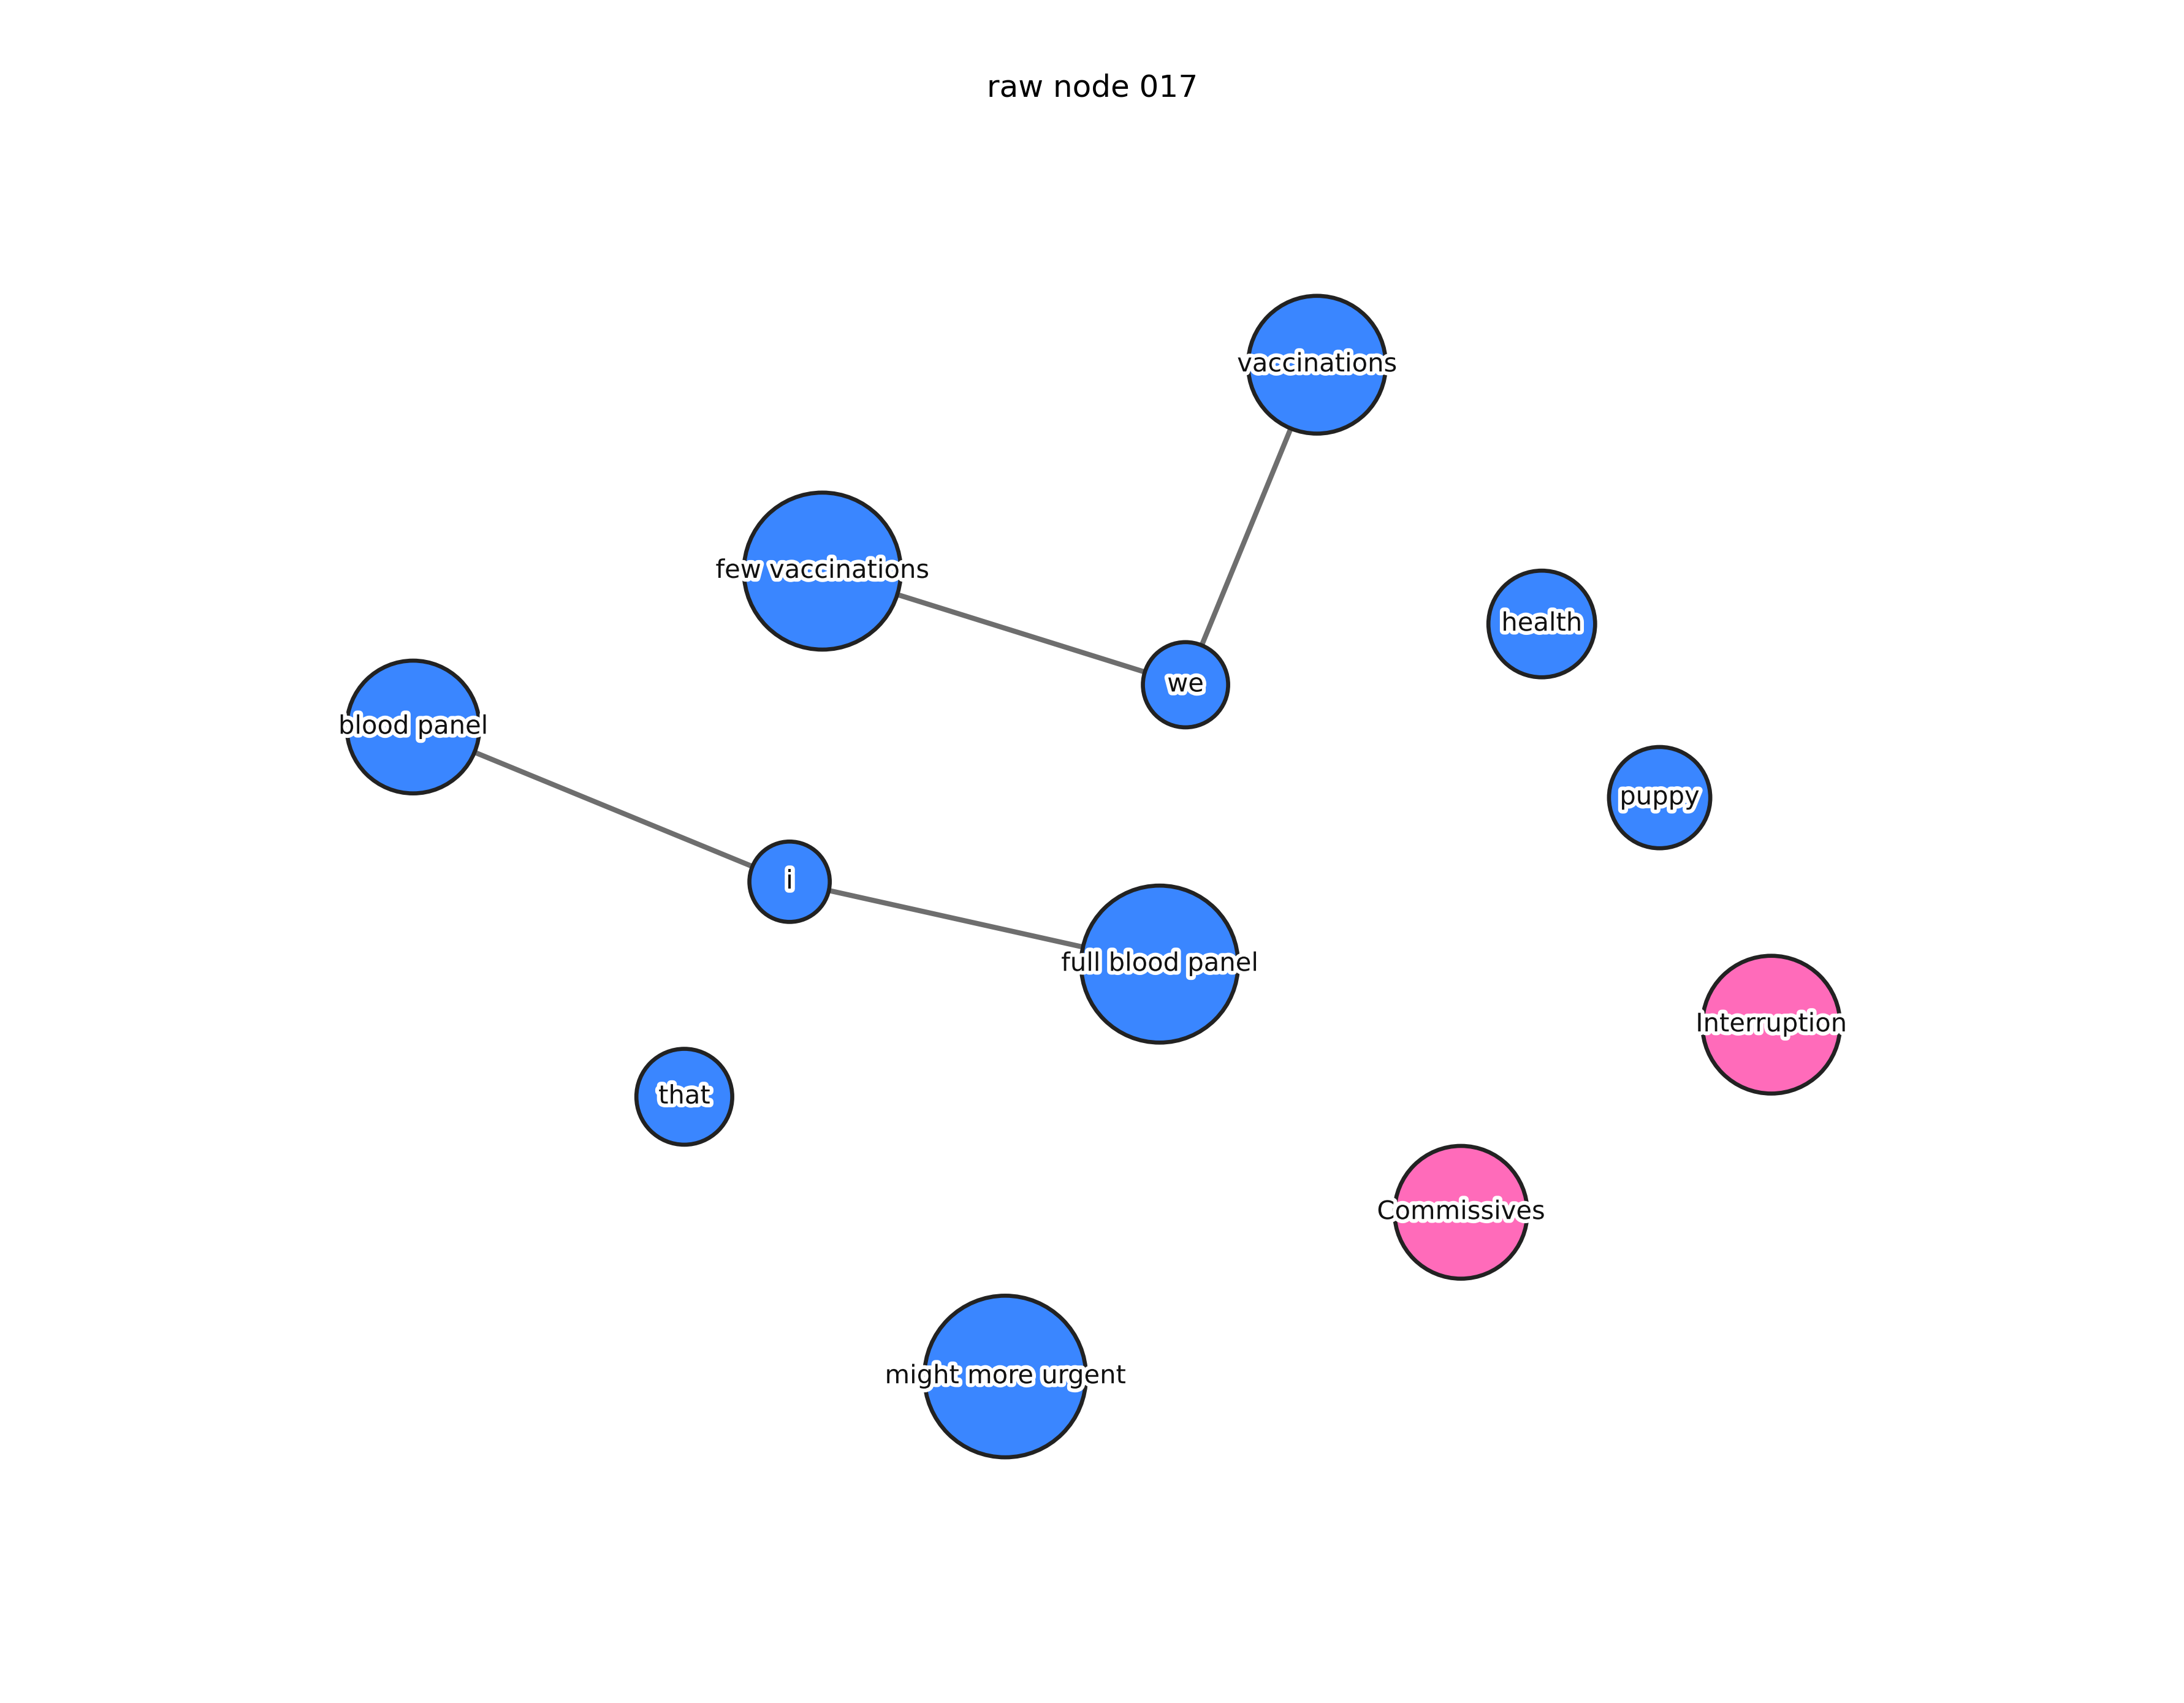 raw node 017
vaccinations
few vaccinations
health
we
blood panel
puppy
i
full blood panel
Interruption
that
Commissives
might more urgent